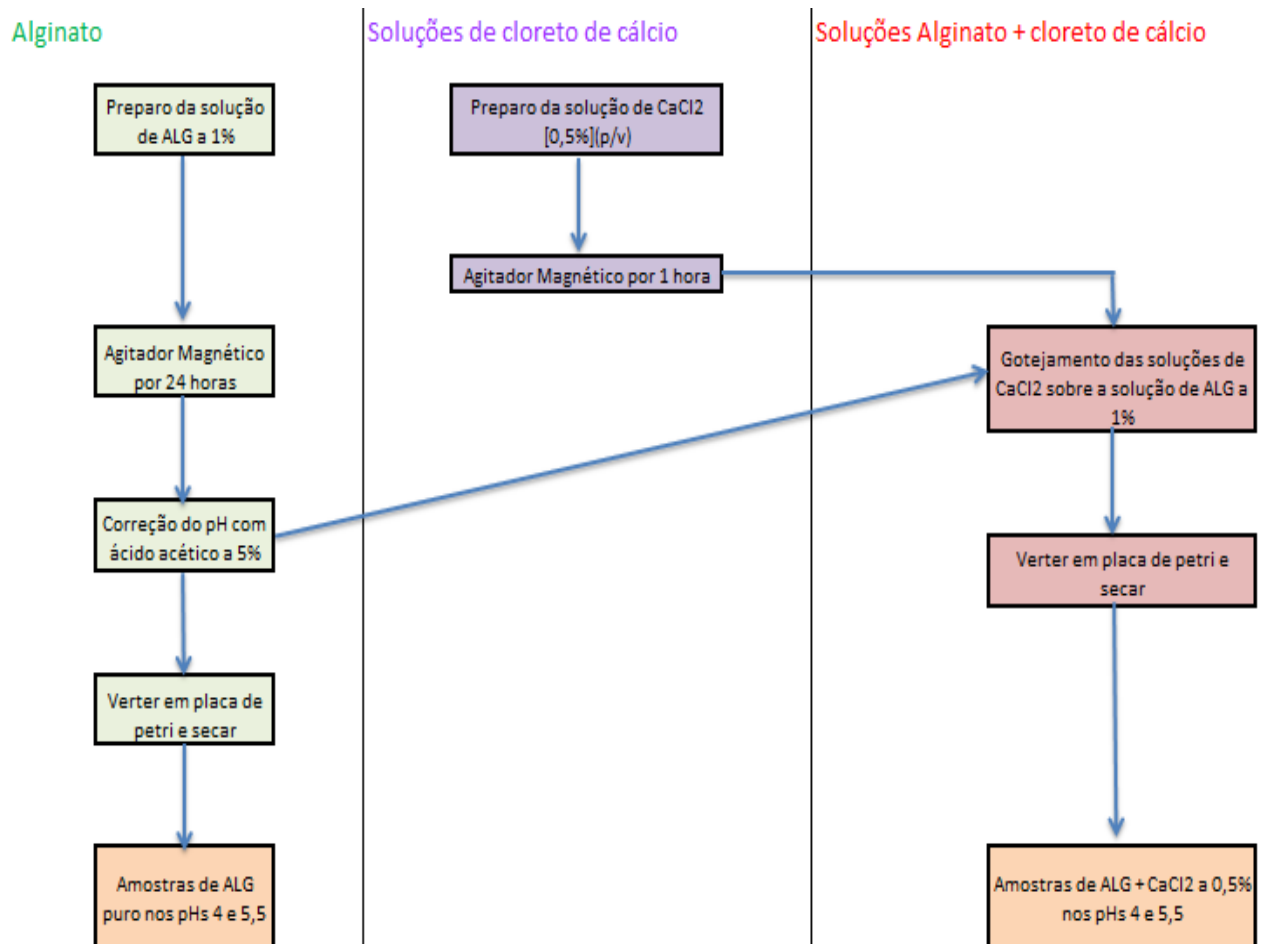 Alginato
Preparo da solução
de ALG a 1%
Agitador Magnético
por 24 horas
Correção do pH com
ácido acético a 5%
Verter em placa de
petri e secar
Amostras de ALG
puro nos pHs 4 e 5,5
Soluções de cloreto de cálcio
Preparo da solução de CaCl2
[0,5%](p/v)
Agitador Magnético por 1 hora
Soluções Alginato + cloreto de cálcio
Gotejamento das soluções de
CaCl2 sobre a solução de ALG a
1%
Verter em placa de petri e
secar
Amostras de ALG + CaCl2 a 0,5%
nos pHs 4 e 5,5